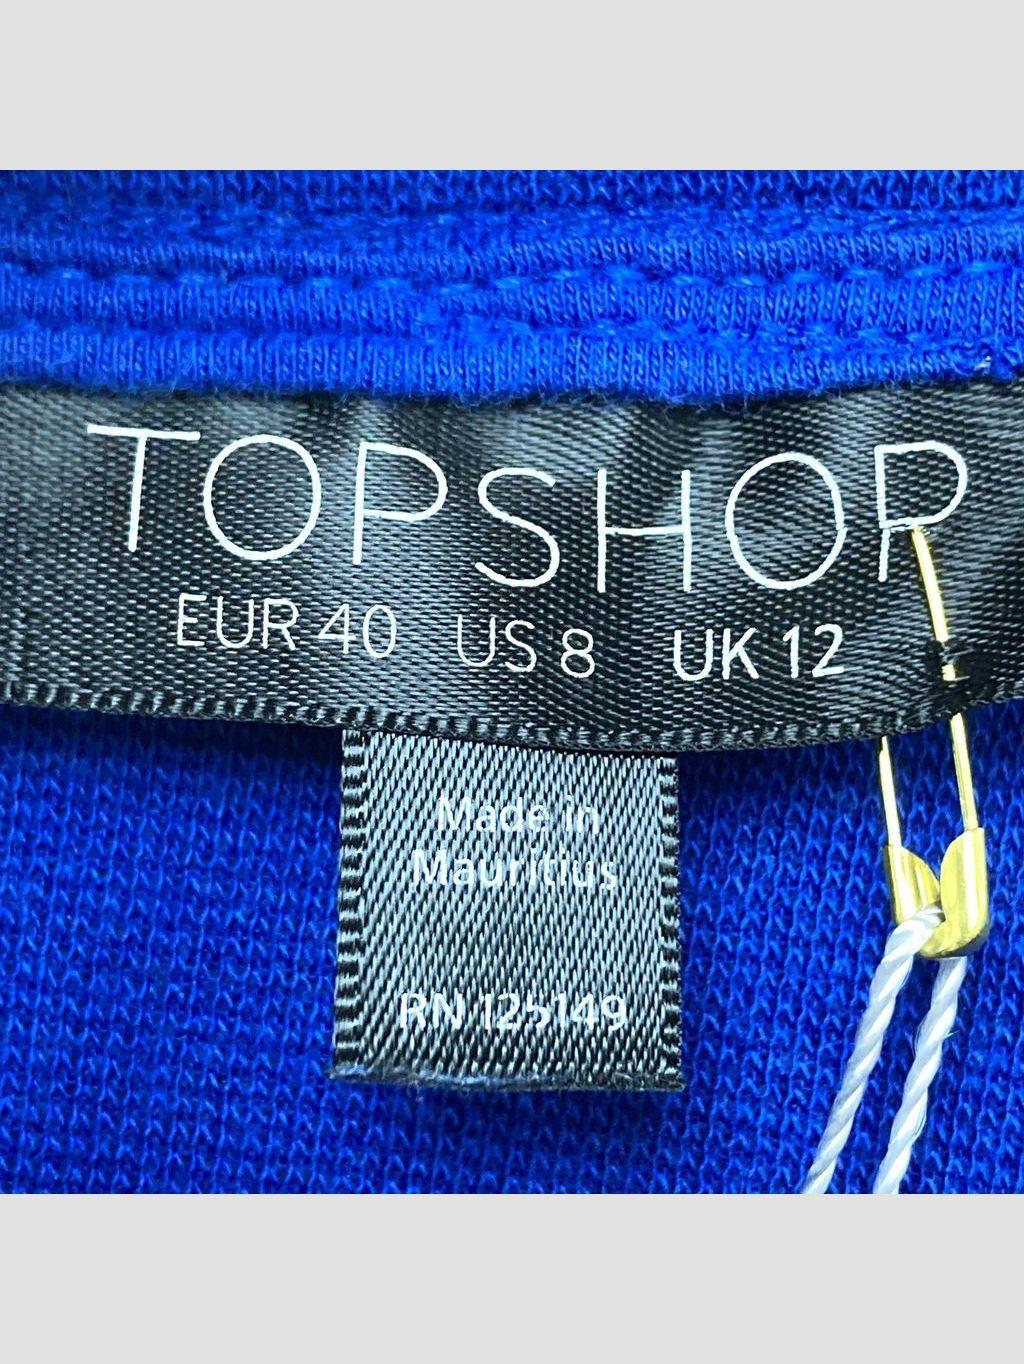 TOPSHOP
EUR 40 US 8 UK 12
Made in
Mauritius
RN 125149